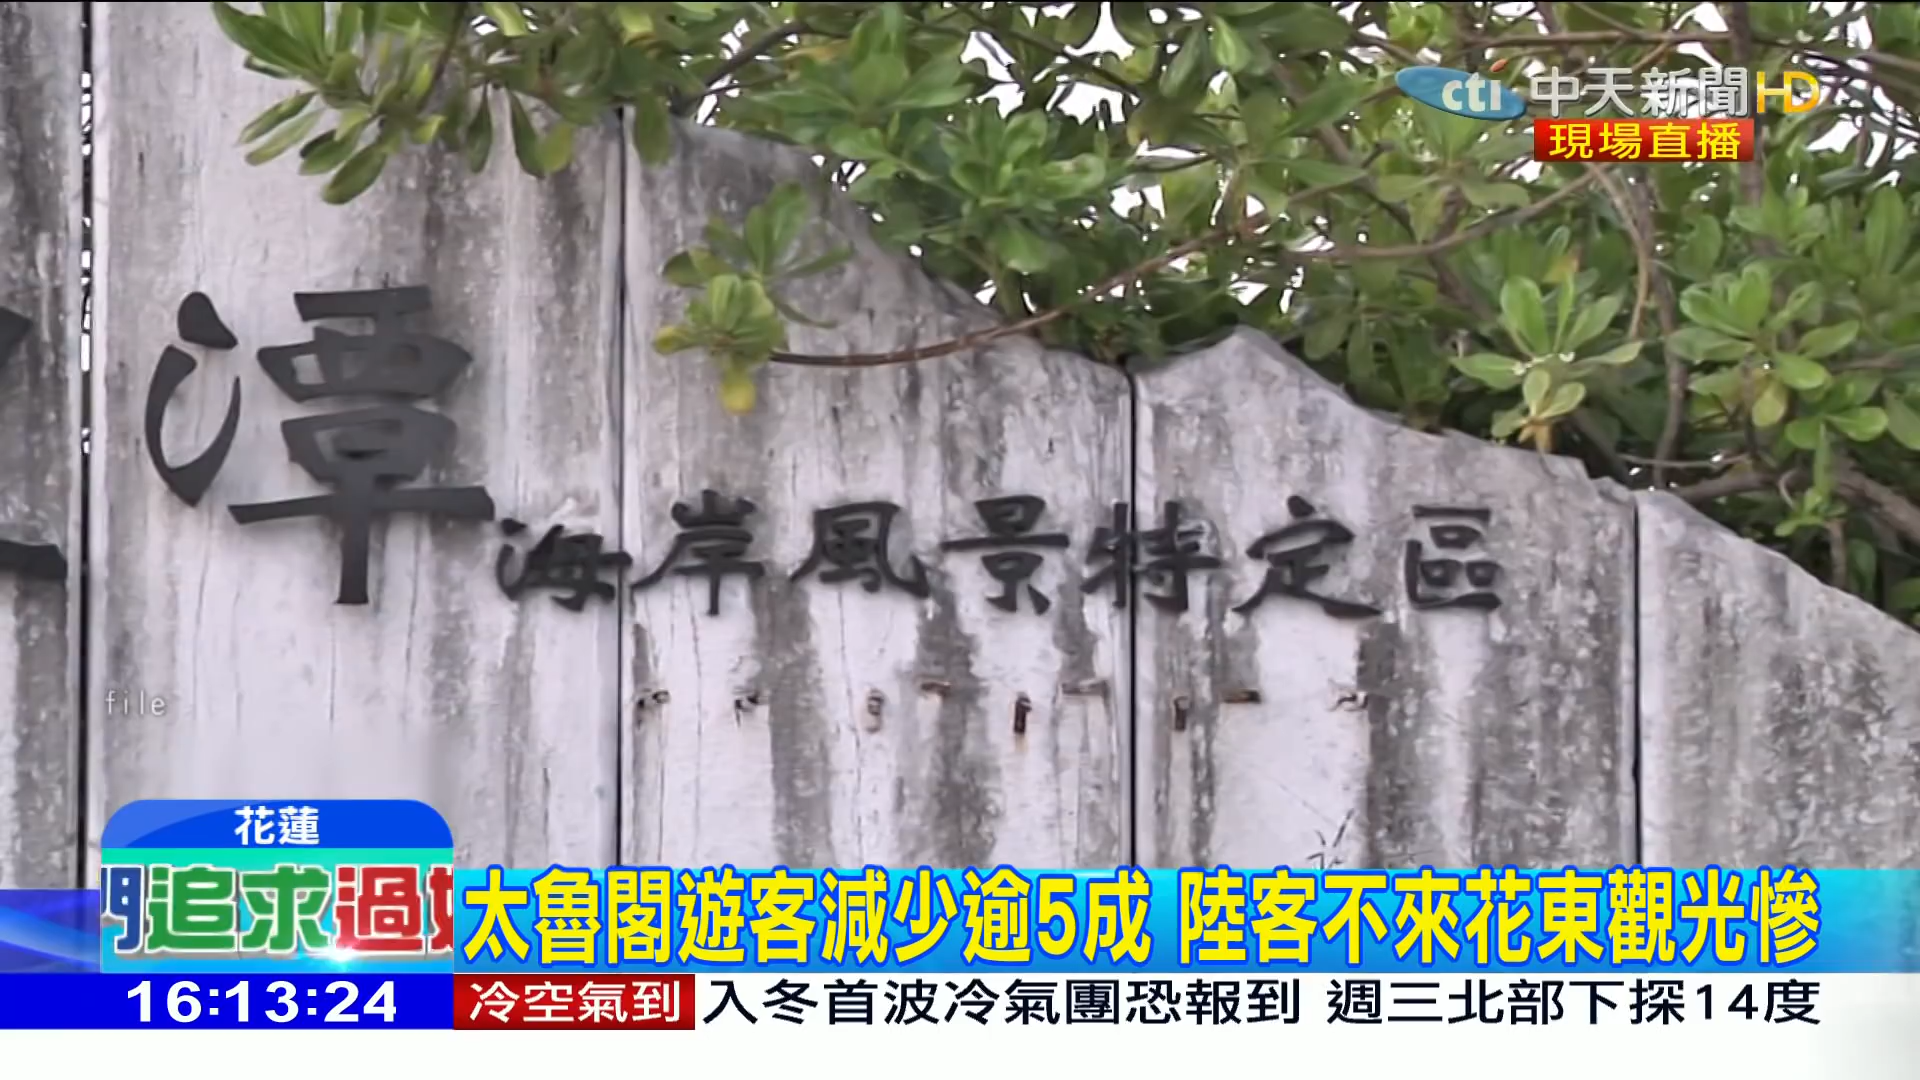 cti 中天新聞HD
現場直播
潭 海岸風景特定區
file
花蓮
追求過
太魯閣遊客減少逾5成 陸客不來花東觀光慘
16:13:24
冷空氣到 入冬首波冷氣團恐報到 週三北部下探14度